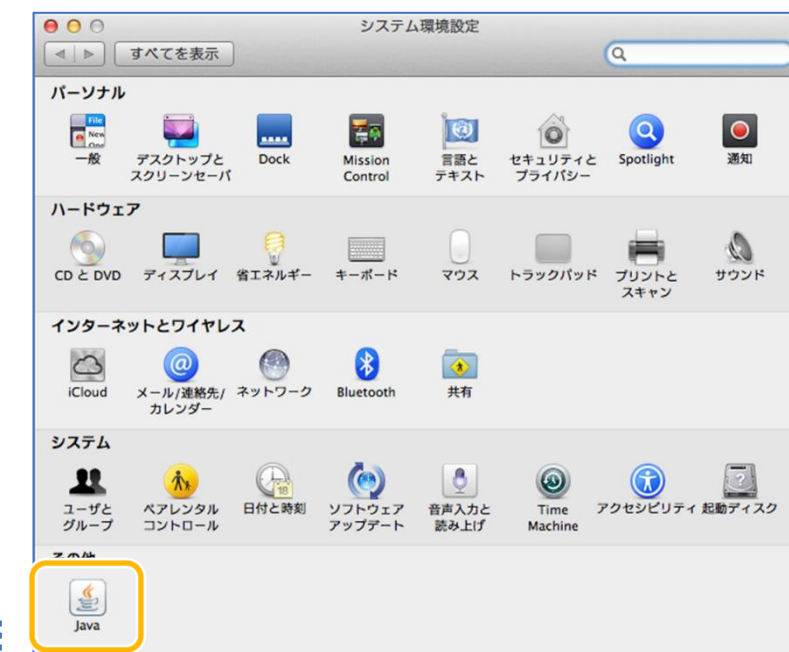 システム環境設定
すべてを表示
パーソナル
File
New
一般
デスクトップと
スクリーンセーバ
Dock
Mission
Control
言語と
テキスト
セキュリティと
プライバシー
Spotlight
通知
ハードウェア
CD と DVD
ディスプレイ
省エネルギー
キーボード
マウス
トラックパッド
プリントと
スキャン
サウンド
インターネットとワイヤレス
iCloud
メール/連絡先/
カレンダー
ネットワーク
Bluetooth
共有
システム
ユーザと
グループ
ペアレンタル
コントロール
18
日付と時刻
ソフトウェア
アップデート
音声入力と
読み上げ
Time
Machine
アクセシビリティ
?
起動ディスク
その他
Java